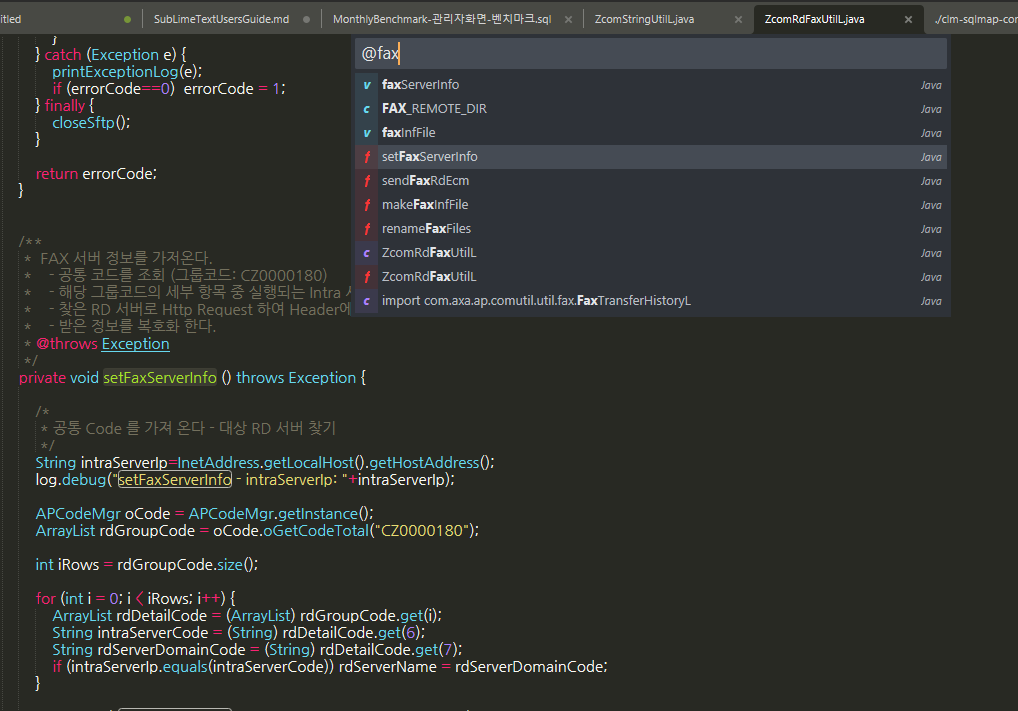 itled
SubLimeTextUsersGuide.md
MonthlyBenchmark-관리자화면-벤치마크.sql
ZcomStringUtilL.java
ZcomRdFaxUtilL.java
./clm-sqlmap-con
@fax
v faxServerInfo Java
c FAX_REMOTE_DIR Java
v faxInfFile Java
f setFaxServerInfo Java
f sendFaxRdEcm Java
f makeFaxInfFile Java
f renameFaxFiles Java
c ZcomRdFaxUtilL Java
f ZcomRdFaxUtilL Java
c import com.axa.ap.comutil.util.fax.FaxTransferHistoryL Java
}
} catch (Exception e) {
printExceptionLog(e);
if (errorCode==0) errorCode = 1;
} finally {
closeSftp();
}
return errorCode;
}
/**
* FAX 서버 정보를 가져온다.
* - 공통 코드를 조회 (그룹코드: CZ0000180)
* - 해당 그룹코드의 세부 항목 중 실행되는 Intra
* - 찾은 RD 서버로 Http Request 하여 Header에
* - 받은 정보를 복호화 한다.
* @throws Exception
*/
private void setFaxServerInfo () throws Exception {
/*
* 공통 Code 를 가져 온다 - 대상 RD 서버 찾기
*/
String intraServerIp=InetAddress.getLocalHost().getHostAddress();
log.debug("setFaxServerInfo - intraServerIp: "+intraServerIp);
APCodeMgr oCode = APCodeMgr.getInstance();
ArrayList rdGroupCode = oCode.oGetCodeTotal("CZ0000180");
int iRows = rdGroupCode.size();
for (int i = 0; i < iRows; i++) {
ArrayList rdDetailCode = (ArrayList) rdGroupCode.get(i);
String intraServerCode = (String) rdDetailCode.get(6);
String rdServerDomainCode = (String) rdDetailCode.get(7);
if (intraServerIp.equals(intraServerCode)) rdServerName = rdServerDomainCode;
}